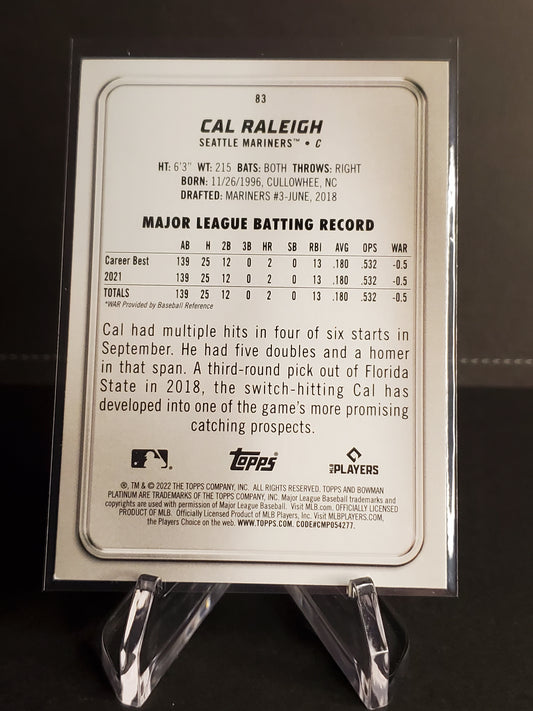 83
CAL RALEIGH
SEATTLE MARINERS™ • C
HT: 6'3" WT: 215 BATS: BOTH THROWS: RIGHT
BORN: 11/26/1996, CULLOWHEE, NC
DRAFTED: MARINERS #3-JUNE, 2018
MAJOR LEAGUE BATTING RECORD
AB H 2B 3B HR SB RBI AVG OPS WAR
Career Best 139 25 12 0 2 0 13 .180 .532 -0.5
2021 139 25 12 0 2 0 13 .180 .532 -0.5
TOTALS 139 25 12 0 2 0 13 .180 .532 -0.5
*WAR Provided by Baseball Reference
Cal had multiple hits in four of six starts in
September. He had five doubles and a homer
in that span. A third-round pick out of Florida
State in 2018, the switch-hitting Cal has
developed into one of the game's more promising
catching prospects.
Topps
MLB PLAYERS
®, TM & © 2022 THE TOPPS COMPANY, INC. ALL RIGHTS RESERVED. TOPPS AND BOWMAN
PLATINUM ARE TRADEMARKS OF THE TOPPS COMPANY, INC. Major League Baseball trademarks and
copyrights are used with permission of Major League Baseball. Visit MLB.com. OFFICIALLY LICENSED
PRODUCT OF MLB. Officially Licensed Product of MLB Players, Inc. Visit MLBPLAYERS.COM,
the Players Choice on the web. WWW.TOPPS.COM. CODE#CMP054277.